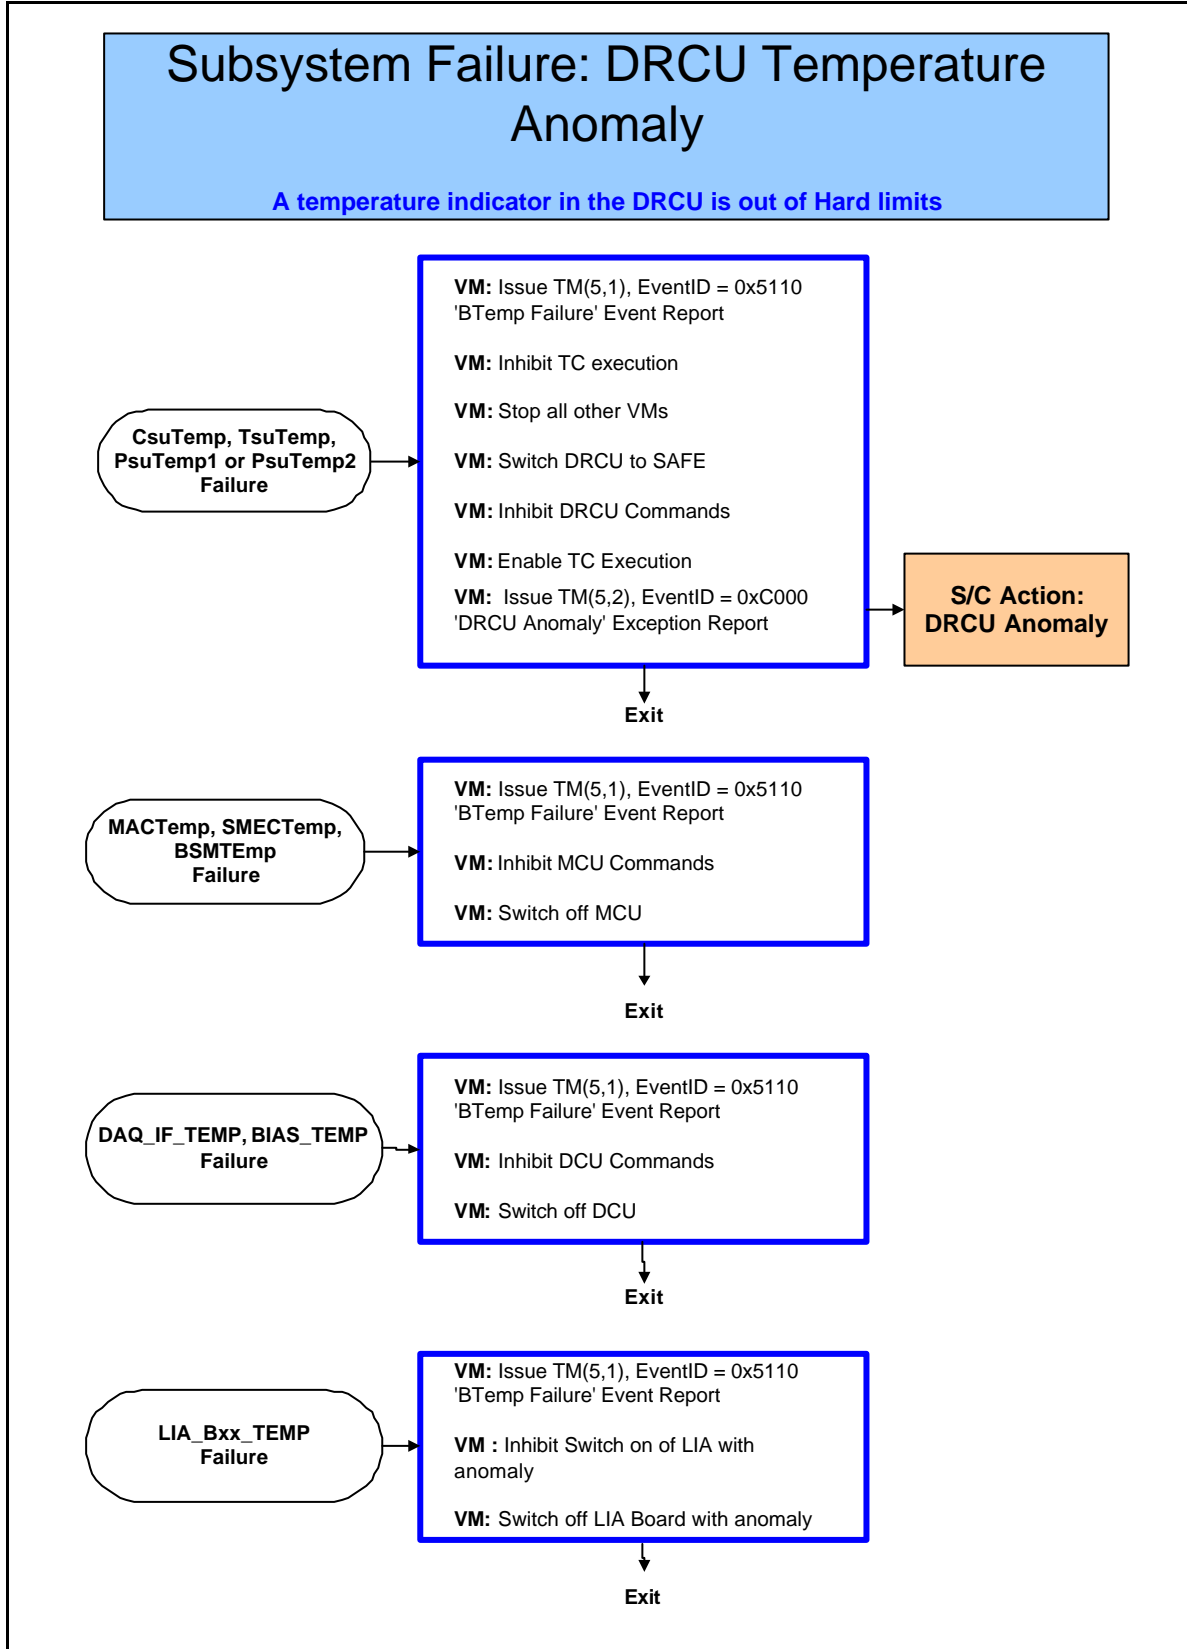 Subsystem Failure: DRCU Temperature
Anomaly
A temperature indicator in the DRCU is out of Hard limits
CsuTemp, TsuTemp,
PsuTemp1 or PsuTemp2
Failure
VM: Issue TM(5,1), EventID = 0x5110
'BTemp Failure' Event Report
VM: Inhibit TC execution
VM: Stop all other VMs
VM: Switch DRCU to SAFE
VM: Inhibit DRCU Commands
VM: Enable TC Execution
VM: Issue TM(5,2), EventID = 0xC000
'DRCU Anomaly' Exception Report
S/C Action:
DRCU Anomaly
Exit
MACTemp, SMECTemp,
BSMTEmp
Failure
VM: Issue TM(5,1), EventID = 0x5110
'BTemp Failure' Event Report
VM: Inhibit MCU Commands
VM: Switch off MCU
Exit
DAQ_IF_TEMP, BIAS_TEMP
Failure
VM: Issue TM(5,1), EventID = 0x5110
'BTemp Failure' Event Report
VM: Inhibit DCU Commands
VM: Switch off DCU
Exit
LIA_Bxx_TEMP
Failure
VM: Issue TM(5,1), EventID = 0x5110
'BTemp Failure' Event Report
VM : Inhibit Switch on of LIA with
anomaly
VM: Switch off LIA Board with anomaly
Exit